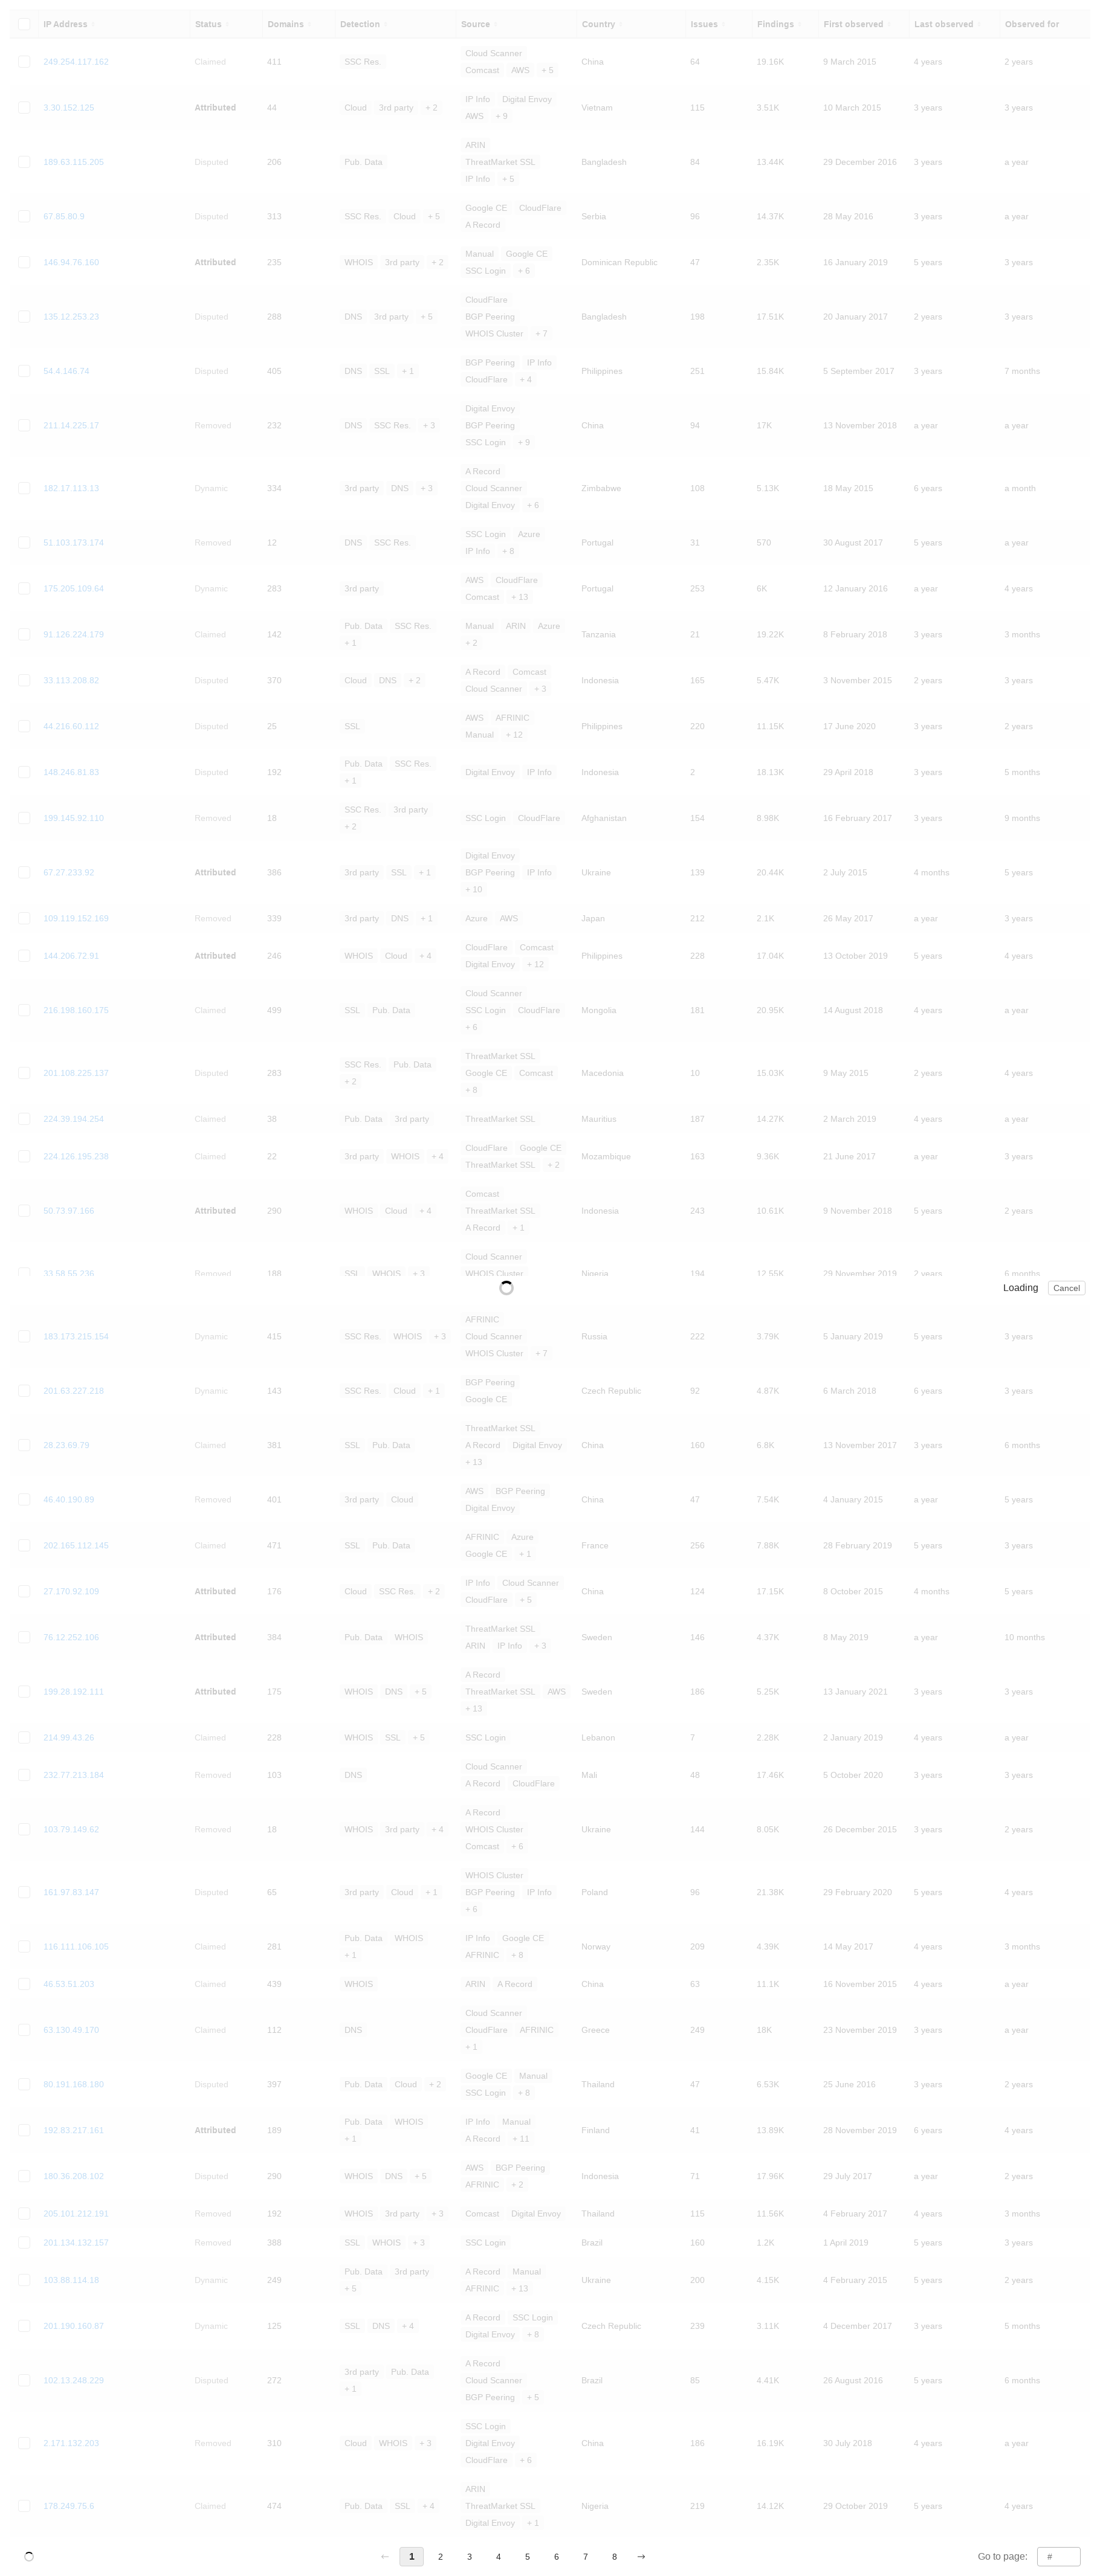 IP Address Status Domains Detection Source Country Issues Findings First observed Last observed Observed for
249.254.117.162 Claimed 411 SSC Res. Cloud Scanner Comcast AWS + 5 China 64 19.16K 9 March 2015 4 years 2 years
3.30.152.125 Attributed 44 Cloud 3rd party + 2 IP Info Digital Envoy AWS + 9 Vietnam 115 3.51K 10 March 2015 3 years 3 years
189.63.115.205 Disputed 206 Pub. Data ARIN ThreatMarket SSL IP Info + 5 Bangladesh 84 13.44K 29 December 2016 3 years a year
67.85.80.9 Disputed 313 SSC Res. Cloud + 5 Google CE CloudFlare A Record Serbia 96 14.37K 28 May 2016 3 years a year
146.94.76.160 Attributed 235 WHOIS 3rd party + 2 Manual Google CE SSC Login + 6 Dominican Republic 47 2.35K 16 January 2019 5 years 3 years
135.12.253.23 Disputed 288 DNS 3rd party + 5 CloudFlare BGP Peering WHOIS Cluster + 7 Bangladesh 198 17.51K 20 January 2017 2 years 3 years
54.4.146.74 Disputed 405 DNS SSL + 1 BGP Peering IP Info CloudFlare + 4 Philippines 251 15.84K 5 September 2017 3 years 7 months
211.14.225.17 Removed 232 DNS SSC Res. + 3 Digital Envoy BGP Peering SSC Login + 9 China 94 17K 13 November 2018 a year a year
182.17.113.13 Dynamic 334 3rd party DNS + 3 A Record Cloud Scanner Digital Envoy + 6 Zimbabwe 108 5.13K 18 May 2015 6 years a month
51.103.173.174 Removed 12 DNS SSC Res. SSC Login Azure IP Info + 8 Portugal 31 570 30 August 2017 5 years a year
175.205.109.64 Dynamic 283 3rd party AWS CloudFlare Comcast + 13 Portugal 253 6K 12 January 2016 a year 4 years
91.126.224.179 Claimed 142 Pub. Data SSC Res. + 1 Manual ARIN Azure + 2 Tanzania 21 19.22K 8 February 2018 3 years 3 months
33.113.208.82 Disputed 370 Cloud DNS + 2 A Record Comcast Cloud Scanner + 3 Indonesia 165 5.47K 3 November 2015 2 years 3 years
44.216.60.112 Disputed 25 SSL AWS AFRINIC Manual + 12 Philippines 220 11.15K 17 June 2020 3 years 2 years
148.246.81.83 Disputed 192 Pub. Data SSC Res. + 1 Digital Envoy IP Info Indonesia 2 18.13K 29 April 2018 3 years 5 months
199.145.92.110 Removed 18 SSC Res. 3rd party + 2 SSC Login CloudFlare Afghanistan 154 8.98K 16 February 2017 3 years 9 months
67.27.233.92 Attributed 386 3rd party SSL + 1 Digital Envoy BGP Peering IP Info + 10 Ukraine 139 20.44K 2 July 2015 4 months 5 years
109.119.152.169 Removed 339 3rd party DNS + 1 Azure AWS Japan 212 2.1K 26 May 2017 a year 3 years
144.206.72.91 Attributed 246 WHOIS Cloud + 4 CloudFlare Comcast Digital Envoy + 12 Philippines 228 17.04K 13 October 2019 5 years 4 years
216.198.160.175 Claimed 499 SSL Pub. Data Cloud Scanner SSC Login CloudFlare + 6 Mongolia 181 20.95K 14 August 2018 4 years a year
201.108.225.137 Disputed 283 SSC Res. Pub. Data + 2 ThreatMarket SSL Google CE Comcast + 8 Macedonia 10 15.03K 9 May 2015 2 years 4 years
224.39.194.254 Claimed 38 Pub. Data 3rd party ThreatMarket SSL Mauritius 187 14.27K 2 March 2019 4 years a year
224.126.195.238 Claimed 22 3rd party WHOIS + 4 CloudFlare Google CE ThreatMarket SSL + 2 Mozambique 163 9.36K 21 June 2017 a year 3 years
50.73.97.166 Attributed 290 WHOIS Cloud + 4 Comcast ThreatMarket SSL A Record + 1 Indonesia 243 10.61K 9 November 2018 5 years 2 years
33.58.55.236 Removed 188 SSL WHOIS + 3 Cloud Scanner WHOIS Cluster Nigeria 194 12.55K 29 November 2019 2 years 6 months
Loading Cancel
183.173.215.154 Dynamic 415 SSC Res. WHOIS + 3 AFRINIC Cloud Scanner WHOIS Cluster + 7 Russia 222 3.79K 5 January 2019 5 years 3 years
201.63.227.218 Dynamic 143 SSC Res. Cloud + 1 BGP Peering Google CE Czech Republic 92 4.87K 6 March 2018 6 years 3 years
28.23.69.79 Claimed 381 SSL Pub. Data ThreatMarket SSL A Record Digital Envoy + 13 China 160 6.8K 13 November 2017 3 years 6 months
46.40.190.89 Removed 401 3rd party Cloud AWS BGP Peering Digital Envoy China 47 7.54K 4 January 2015 a year 5 years
202.165.112.145 Claimed 471 SSL Pub. Data AFRINIC Azure Google CE + 1 France 256 7.88K 28 February 2019 5 years 3 years
27.170.92.109 Attributed 176 Cloud SSC Res. + 2 IP Info Cloud Scanner CloudFlare + 5 China 124 17.15K 8 October 2015 4 months 5 years
76.12.252.106 Attributed 384 Pub. Data WHOIS ThreatMarket SSL ARIN IP Info + 3 Sweden 146 4.37K 8 May 2019 a year 10 months
199.28.192.111 Attributed 175 WHOIS DNS + 5 A Record ThreatMarket SSL AWS + 13 Sweden 186 5.25K 13 January 2021 3 years 3 years
214.99.43.26 Claimed 228 WHOIS SSL + 5 SSC Login Lebanon 7 2.28K 2 January 2019 4 years a year
232.77.213.184 Removed 103 DNS Cloud Scanner A Record CloudFlare Mali 48 17.46K 5 October 2020 3 years 3 years
103.79.149.62 Removed 18 WHOIS 3rd party + 4 A Record WHOIS Cluster Comcast + 6 Ukraine 144 8.05K 26 December 2015 3 years 2 years
161.97.83.147 Disputed 65 3rd party Cloud + 1 WHOIS Cluster BGP Peering IP Info + 6 Poland 96 21.38K 29 February 2020 5 years 4 years
116.111.106.105 Claimed 281 Pub. Data WHOIS + 1 IP Info Google CE AFRINIC + 8 Norway 209 4.39K 14 May 2017 4 years 3 months
46.53.51.203 Claimed 439 WHOIS ARIN A Record China 63 11.1K 16 November 2015 4 years a year
63.130.49.170 Claimed 112 DNS Cloud Scanner CloudFlare AFRINIC + 1 Greece 249 18K 23 November 2019 3 years a year
80.191.168.180 Disputed 397 Pub. Data Cloud + 2 Google CE Manual SSC Login + 8 Thailand 47 6.53K 25 June 2016 3 years 2 years
192.83.217.161 Attributed 189 Pub. Data WHOIS + 1 IP Info Manual A Record + 11 Finland 41 13.89K 28 November 2019 6 years 4 years
180.36.208.102 Disputed 290 WHOIS DNS + 5 AWS BGP Peering AFRINIC + 2 Indonesia 71 17.96K 29 July 2017 a year 2 years
205.101.212.191 Removed 192 WHOIS 3rd party + 3 Comcast Digital Envoy Thailand 115 11.56K 4 February 2017 4 years 3 months
201.134.132.157 Removed 388 SSL WHOIS + 3 SSC Login Brazil 160 1.2K 1 April 2019 5 years 3 years
103.88.114.18 Dynamic 249 Pub. Data 3rd party + 5 A Record Manual AFRINIC + 13 Ukraine 200 4.15K 4 February 2015 5 years 2 years
201.190.160.87 Dynamic 125 SSL DNS + 4 A Record SSC Login Digital Envoy + 8 Czech Republic 239 3.11K 4 December 2017 3 years 5 months
102.13.248.229 Disputed 272 3rd party Pub. Data + 1 A Record Cloud Scanner BGP Peering + 5 Brazil 85 4.41K 26 August 2016 5 years 6 months
2.171.132.203 Removed 310 Cloud WHOIS + 3 SSC Login Digital Envoy CloudFlare + 6 China 186 16.19K 30 July 2018 4 years a year
178.249.75.6 Claimed 474 Pub. Data SSL + 4 ARIN ThreatMarket SSL Digital Envoy + 1 Nigeria 219 14.12K 29 October 2019 5 years 4 years
← 1 2 3 4 5 6 7 8 → Go to page: #